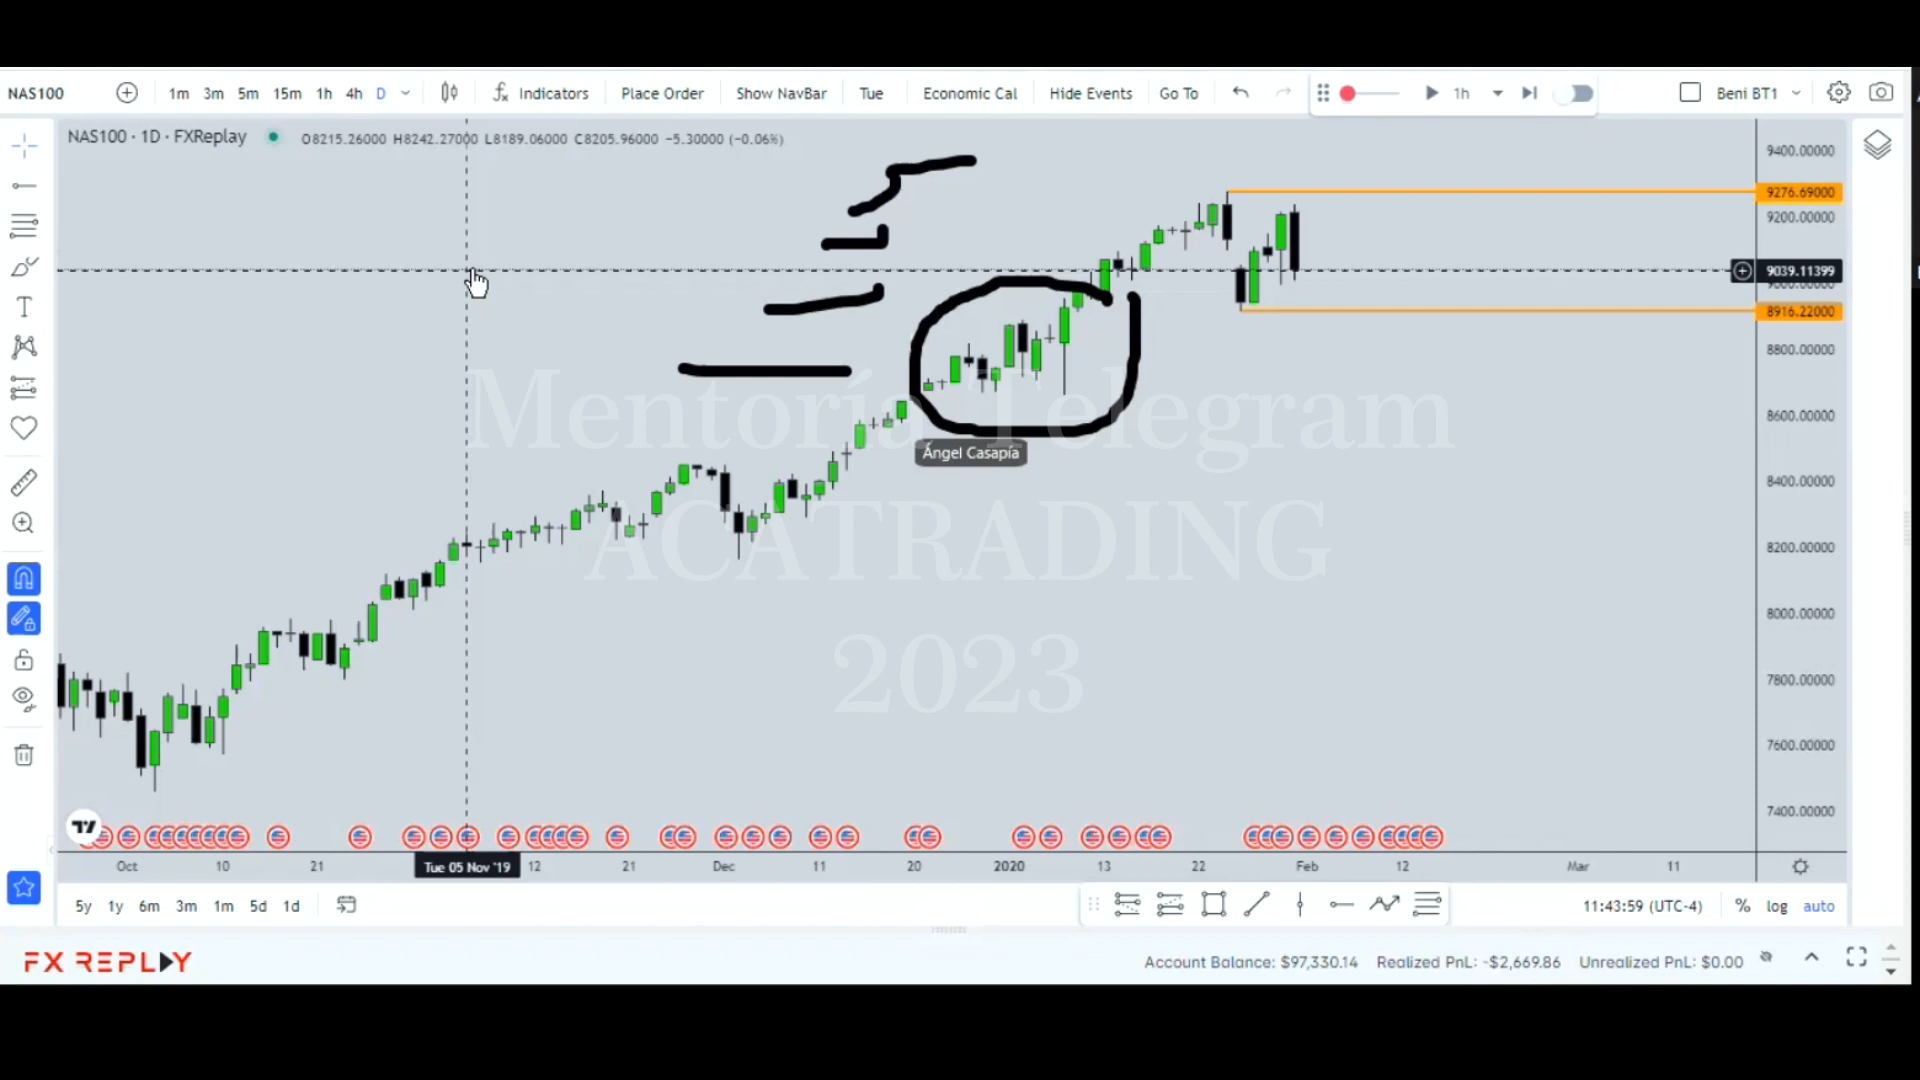 NAS100 1m 3m 5m 15m 1h 4h D Indicators Place Order Show NavBar Tue Economic Cal Hide Events Go To 1h Beni BT1
NAS100 · 1D · FXReplay O8215.26000 H8242.27000 L8189.06000 C8205.96000 −5.30000 (−0.06%)
9400.00000
9276.69000
9200.00000
9039.11399
9000.00000
8916.22000
8800.00000
Mentoría Telegram
8600.00000
Ángel Casapía
8400.00000
ACATRADING
8200.00000
8000.00000
2023
7800.00000
7600.00000
7400.00000
Oct 10 21 Tue 05 Nov '19 12 21 Dec 11 20 2020 13 22 Feb 12 Mar 11
5y 1y 6m 3m 1m 5d 1d 11:43:59 (UTC-4) % log auto
FX REPLAY Account Balance: $97,330.14 Realized PnL: -$2,669.86 Unrealized PnL: $0.00